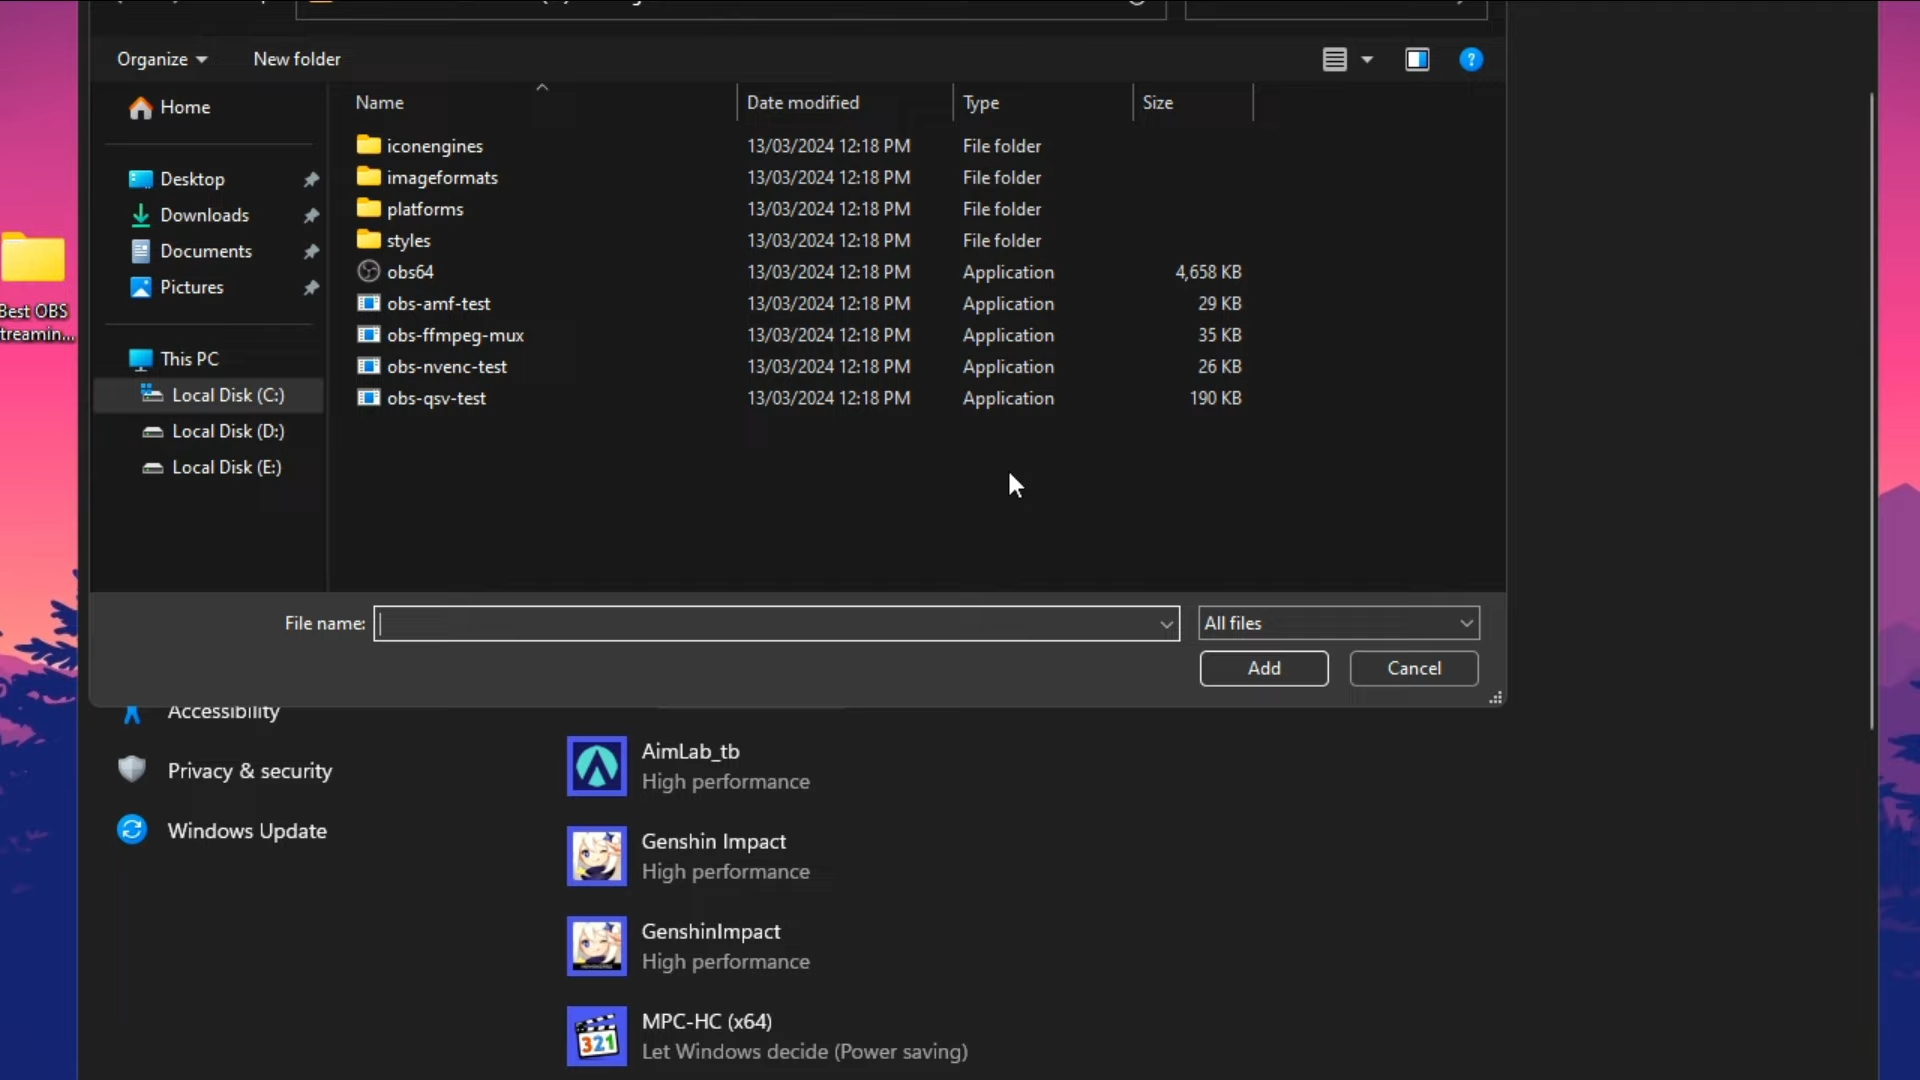 Organize
New folder
?
Home
Desktop
Downloads
Documents
Pictures
This PC
Local Disk (C:)
Local Disk (D:)
Local Disk (E:)
Name Date modified Type Size
iconengines 13/03/2024 12:18 PM File folder
imageformats 13/03/2024 12:18 PM File folder
platforms 13/03/2024 12:18 PM File folder
styles 13/03/2024 12:18 PM File folder
obs64 13/03/2024 12:18 PM Application 4,658 KB
obs-amf-test 13/03/2024 12:18 PM Application 29 KB
obs-ffmpeg-mux 13/03/2024 12:18 PM Application 35 KB
obs-nvenc-test 13/03/2024 12:18 PM Application 26 KB
obs-qsv-test 13/03/2024 12:18 PM Application 190 KB
Best OBS
treamin...
File name:
All files
Add
Cancel
Accessibility
Privacy & security
Windows Update
AimLab_tb
High performance
Genshin Impact
High performance
GenshinImpact
High performance
321
MPC-HC (x64)
Let Windows decide (Power saving)